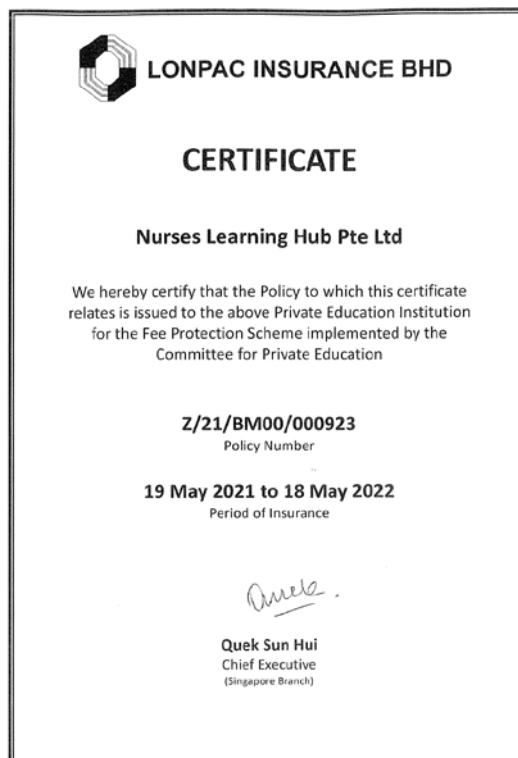 LONPAC INSURANCE BHD
CERTIFICATE
Nurses Learning Hub Pte Ltd
We hereby certify that the Policy to which this certificate
relates is issued to the above Private Education Institution
for the Fee Protection Scheme implemented by the
Committee for Private Education
Z/21/BM00/000923
Policy Number
19 May 2021 to 18 May 2022
Period of Insurance
Quek
Quek Sun Hui
Chief Executive
(Singapore Branch)